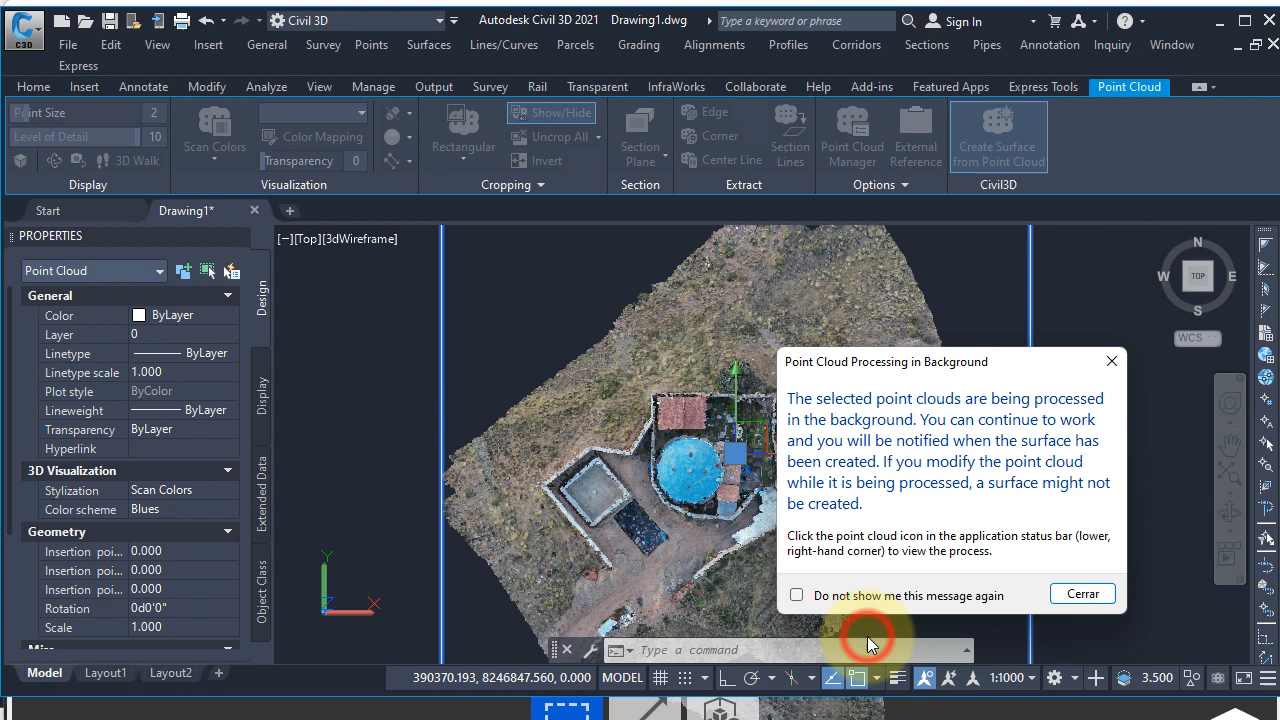 C3D
Civil 3D
Autodesk Civil 3D 2021 Drawing1.dwg
Type a keyword or phrase
Sign In
File Edit View Insert General Survey Points Surfaces Lines/Curves Parcels Grading Alignments Profiles Corridors Sections Pipes Annotation Inquiry Window
Express
Home Insert Annotate Modify Analyze View Manage Output Survey Rail Transparent InfraWorks Collaborate Help Add-ins Featured Apps Express Tools Point Cloud
Point Size 2
Level of Detail 10
3D Walk
Display
Scan Colors
Color Mapping
Transparency 0
Visualization
Rectangular
Show/Hide
Uncrop All
Invert
Cropping
Section
Plane
Section
Edge
Corner
Center Line
Section
Lines
Extract
Point Cloud
Manager
External
Reference
Options
Create Surface
from Point Cloud
Civil3D
Start Drawing1*
PROPERTIES
Point Cloud
General
Color ByLayer
Layer 0
Linetype ByLayer
Linetype scale 1.000
Plot style ByColor
Lineweight ByLayer
Transparency ByLayer
Hyperlink
3D Visualization
Stylization Scan Colors
Color scheme Blues
Geometry
Insertion poi... 0.000
Insertion poi... 0.000
Insertion poi... 0.000
Rotation 0d0'0"
Scale 1.000
Design
Display
Extended Data
Object Class
[−][Top][3dWireframe]
N
W TOP E
S
WCS
Y
X
Z
Point Cloud Processing in Background
The selected point clouds are being processed
in the background. You can continue to work
and you will be notified when the surface has
been created. If you modify the point cloud
while it is being processed, a surface might not
be created.
Click the point cloud icon in the application status bar (lower,
right-hand corner) to view the process.
Do not show me this message again
Cerrar
Type a command
Model Layout1 Layout2
390370.193, 8246847.560, 0.000 MODEL
1:1000
3.500